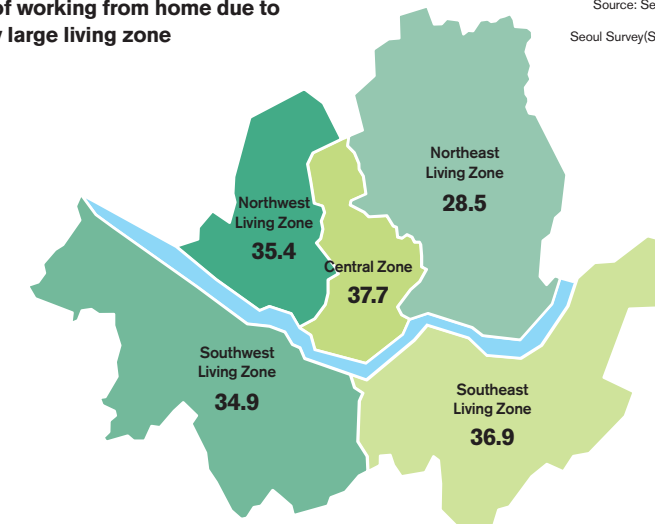 of working from home due to
large living zone
Source: Se
Seoul Survey(S
Northeast
Living Zone
28.5
Northwest
Living Zone
35.4
Central Zone
37.7
Southwest
Living Zone
34.9
Southeast
Living Zone
36.9